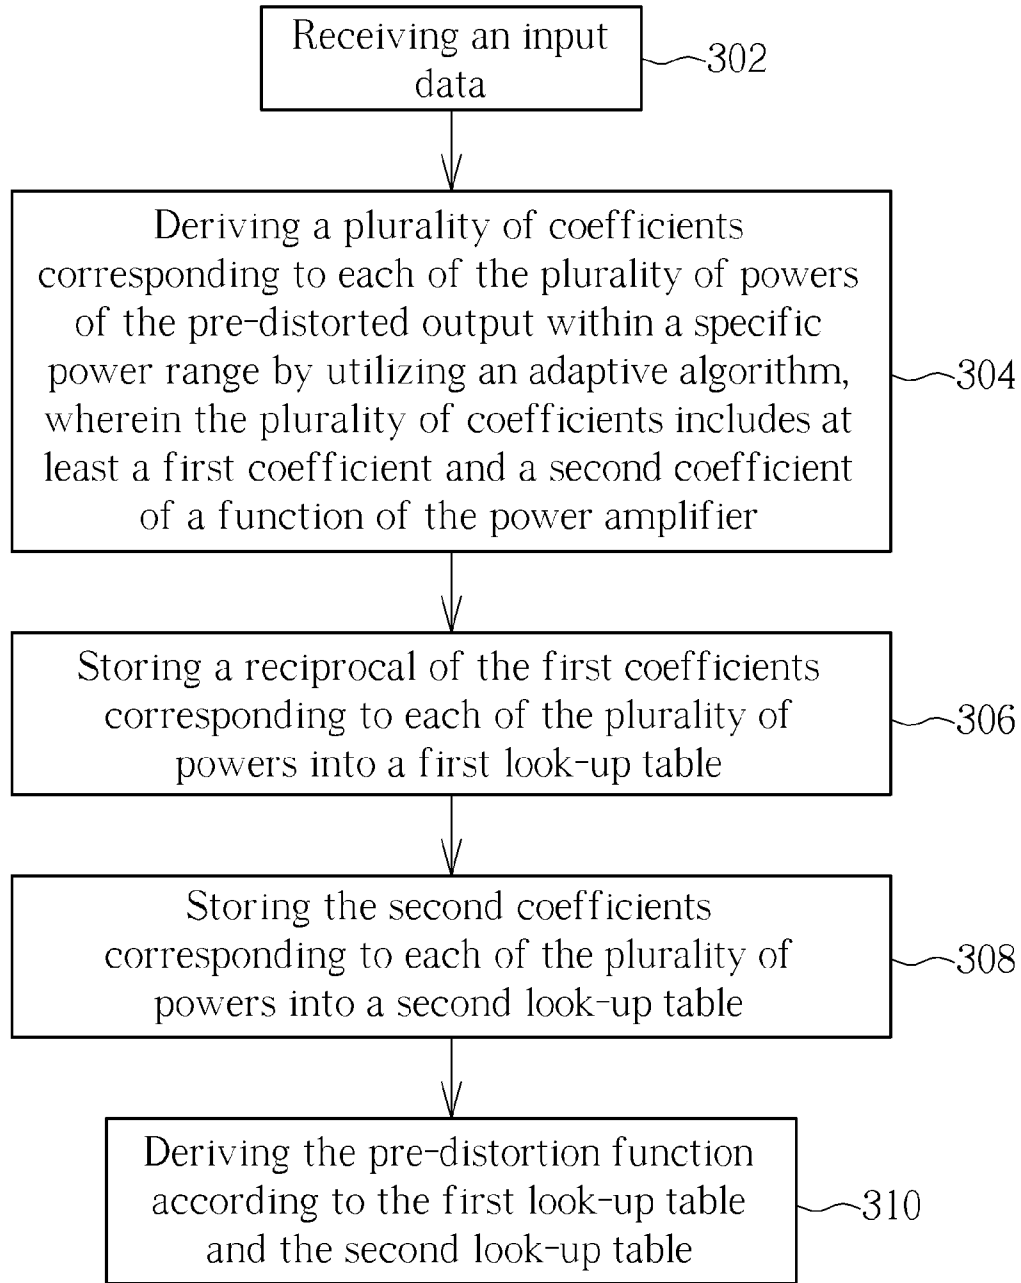 Receiving an input
data
302
Deriving a plurality of coefficients
corresponding to each of the plurality of powers
of the pre-distorted output within a specific
power range by utilizing an adaptive algorithm,
wherein the plurality of coefficients includes at
least a first coefficient and a second coefficient
of a function of the power amplifier
304
Storing a reciprocal of the first coefficients
corresponding to each of the plurality of
powers into a first look-up table
306
Storing the second coefficients
corresponding to each of the plurality of
powers into a second look-up table
308
Deriving the pre-distortion function
according to the first look-up table
and the second look-up table
310